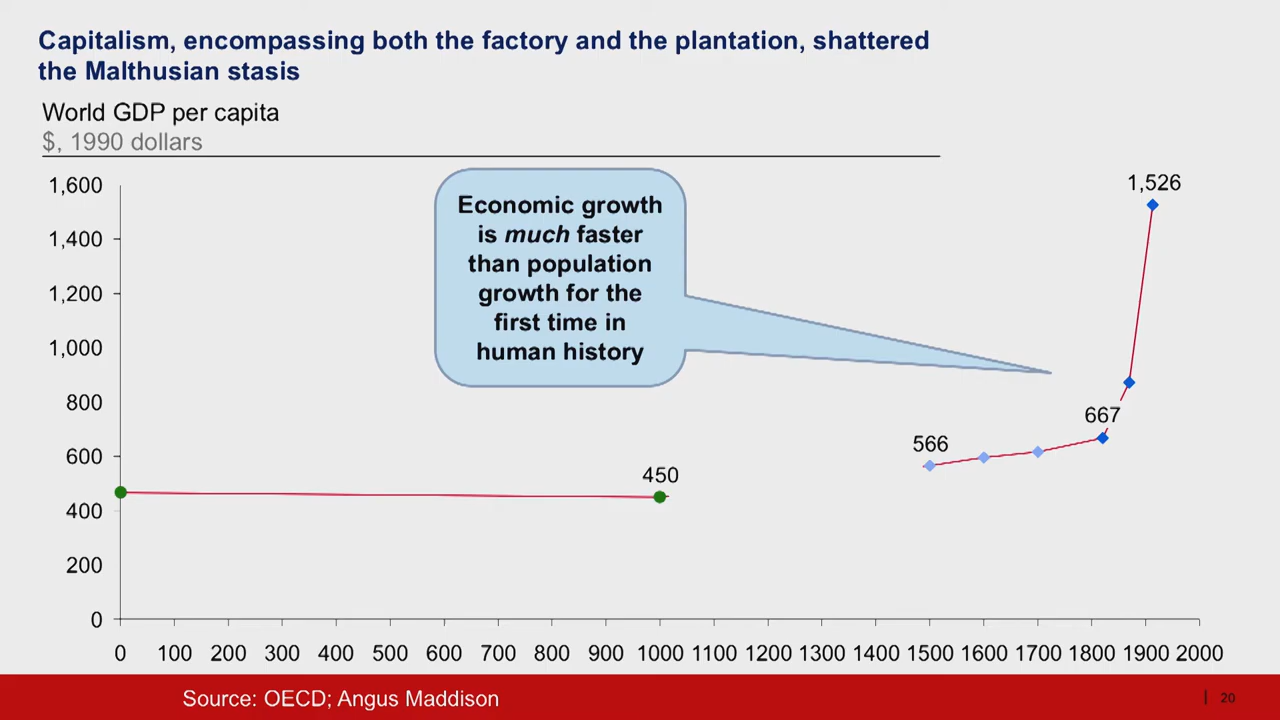 Capitalism, encompassing both the factory and the plantation, shattered
the Malthusian stasis
World GDP per capita
$, 1990 dollars
Economic growth
is much faster
than population
growth for the
first time in
human history
1,600
1,400
1,200
1,000
800
600
400
200
0
450
566
667
1,526
0 100 200 300 400 500 600 700 800 900 1000 1100 1200 1300 1400 1500 1600 1700 1800 1900 2000
Source: OECD; Angus Maddison
| 20